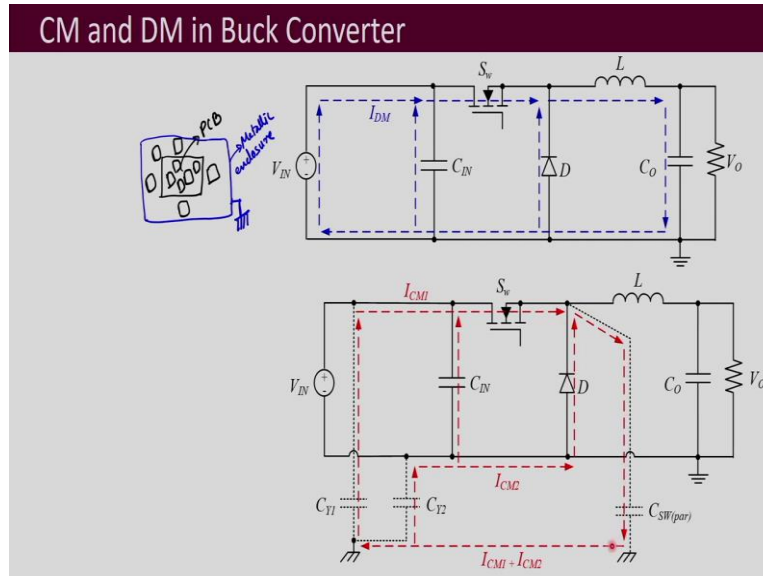 CM and DM in Buck Converter
PCB
Metallic
enclosure
S_w
L
I_DM
V_IN
C_IN
D
C_O
V_O
I_CM1
S_w
L
V_IN
C_IN
D
C_O
V_O
C_Y1
C_Y2
I_CM2
C_SW(par)
I_CM1 + I_CM2